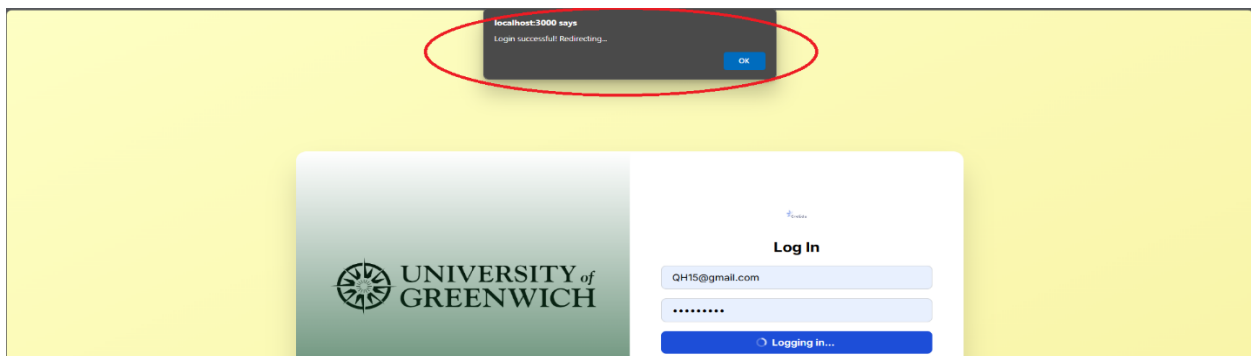 localhost:3000 says
Login successful! Redirecting...
OK
UNIVERSITY of
GREENWICH
Log In
QH15@gmail.com
•••••••••
Logging in...